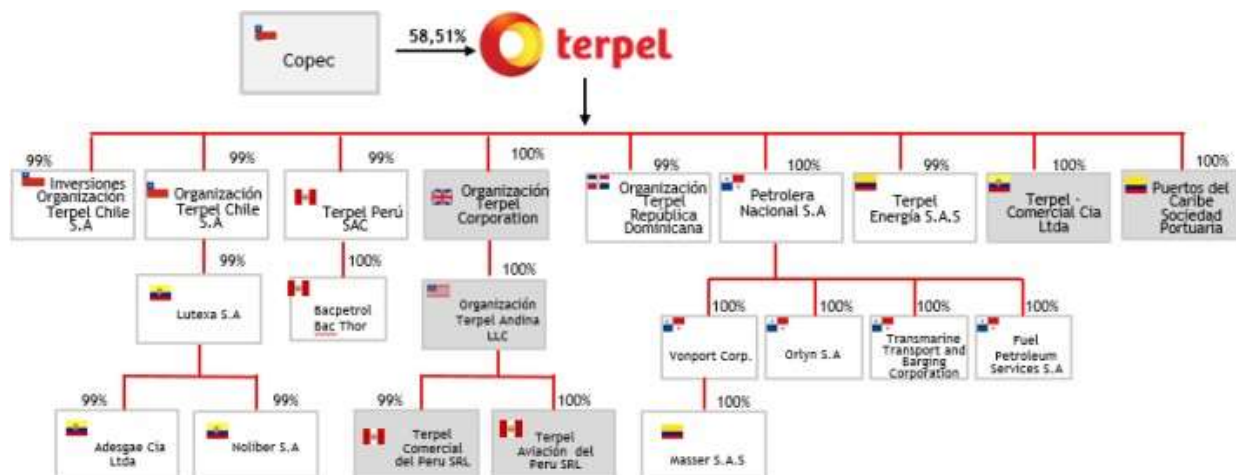 Copec
58,51%
terpel
99%
Inversiones
Organización
Terpel Chile
S.A
99%
Organización
Terpel Chile
S.A
99%
Terpel Perú
SAC
100%
Organización
Terpel
Corporation
99%
Organización
Terpel
República
Dominicana
100%
Petrolera
Nacional S.A
99%
Terpel
Energía S.A.S
100%
Terpel -
Comercial Cia
Ltda
100%
Puertos del
Caribe
Sociedad
Portuaria
99%
Lutexa S.A
100%
Bacpetrol
Bac Thor
100%
Organización
Terpel Andina
LLC
100%
Vonport Corp.
100%
Orlyn S.A
100%
Transmarine
Transport and
Barging
Corporation
100%
Fuel
Petroleum
Services S.A
99%
Adesgae Cia
Ltda
99%
Noliber S.A
99%
Terpel
Comercial
del Peru SRL
100%
Terpel
Aviación del
Peru SRL
100%
Masser S.A.S